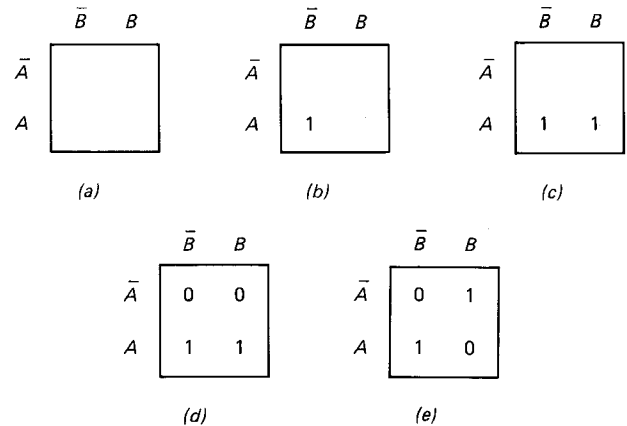 B̅ B B̅ B B̅ B
A̅ A̅ A̅
A A 1 A 1 1
(a) (b) (c)
B̅ B B̅ B
A̅ 0 0 A̅ 0 1
A 1 1 A 1 0
(d) (e)